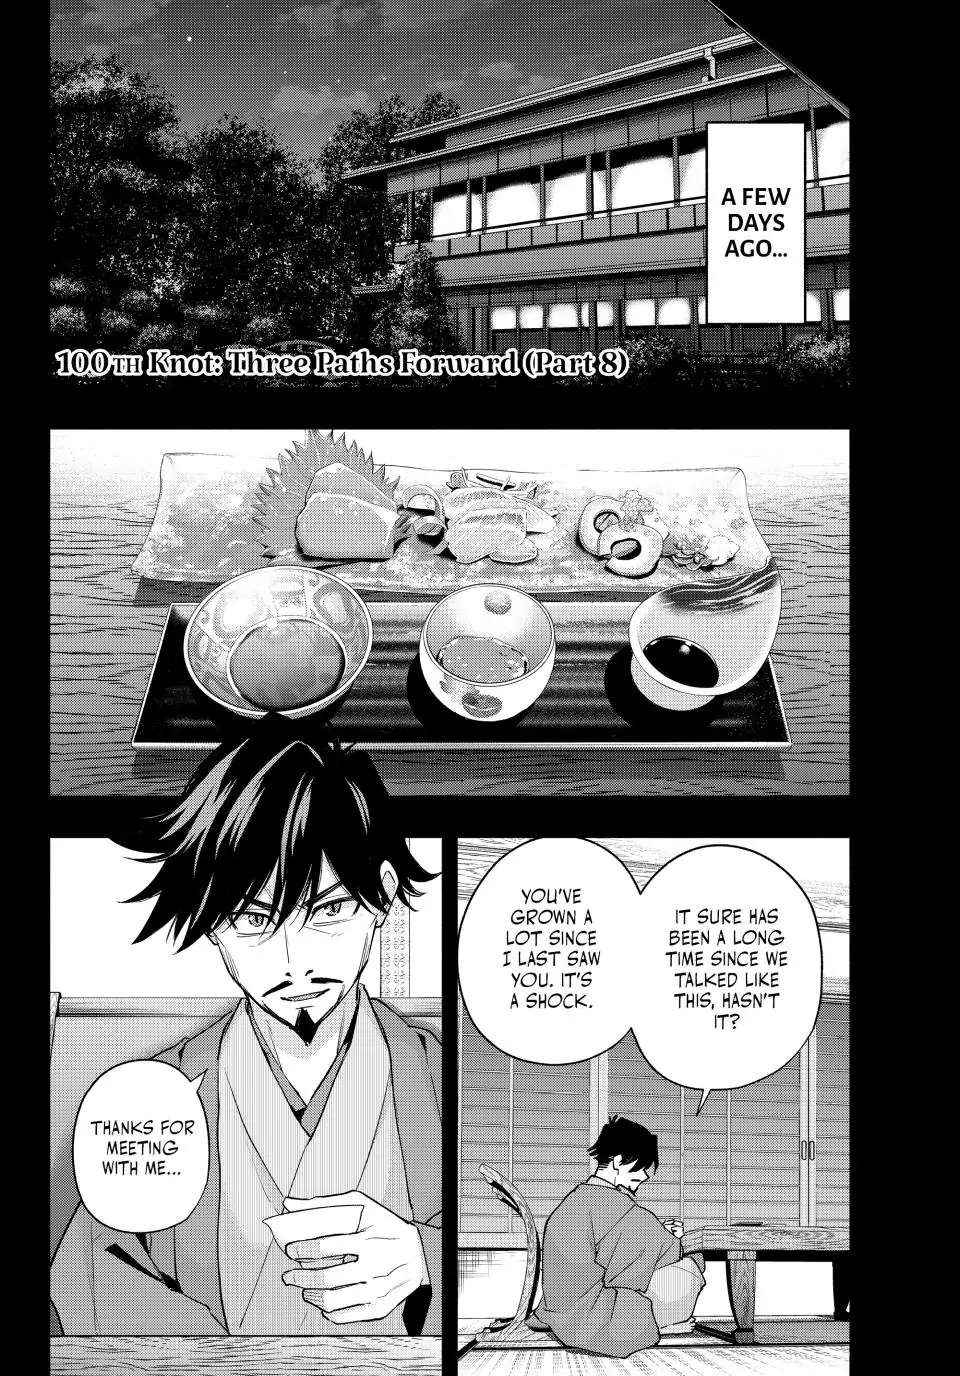 A FEW
DAYS
AGO...
100TH Knot: Three Paths Forward (Part 8)
THANKS FOR
MEETING
WITH ME...
IT SURE HAS
BEEN A LONG
TIME SINCE WE
TALKED LIKE
THIS, HASN'T
IT?
YOU'VE
GROWN A
LOT SINCE
I LAST SAW
YOU. IT'S
A SHOCK.